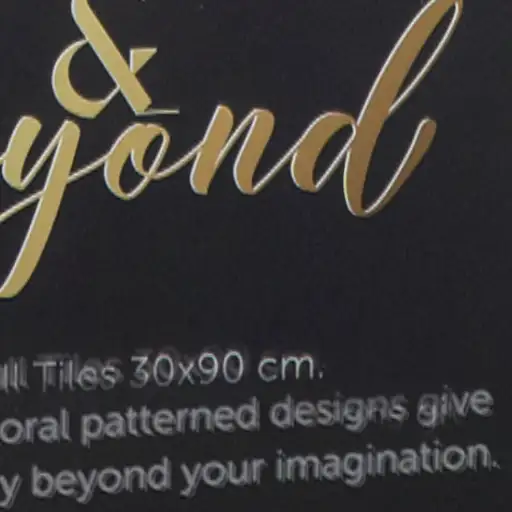 &
yond
ll Tiles 30x90 cm.
oral patterned designs give
y beyond your imagination.